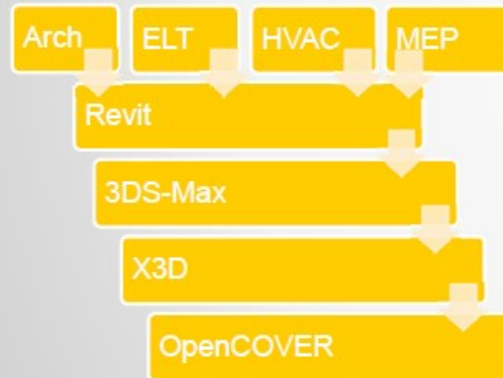 Arch ELT HVAC MEP
Revit
3DS-Max
X3D
OpenCOVER